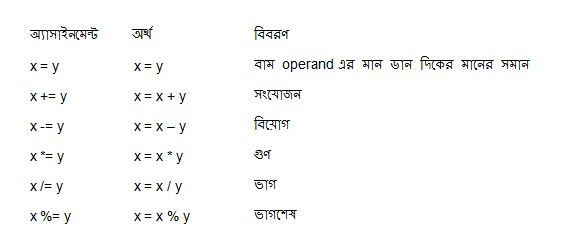 অ্যাসাইনমেন্ট অর্থ বিবরণ
x = y x = y বাম operand এর মান ডান দিকের মানের সমান
x += y x = x + y সংযোজন
x -= y x = x – y বিয়োগ
x *= y x = x * y গুণ
x /= y x = x / y ভাগ
x %= y x = x % y ভাগশেষ